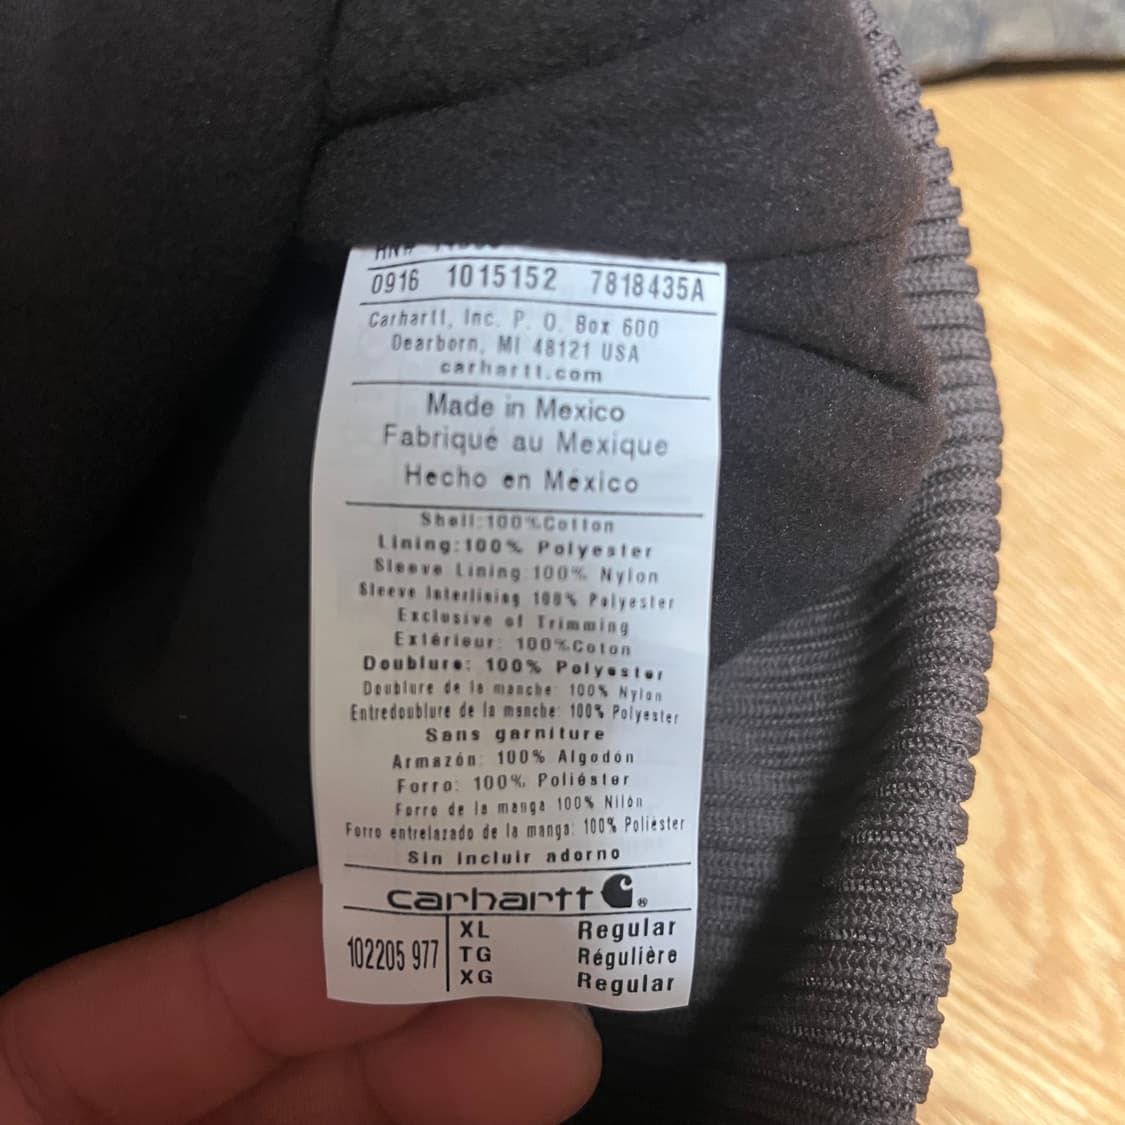 RN#
0916 1015152 7818435A
Carhartt, Inc. P. O. Box 600
Dearborn, MI 48121 USA
carhartt.com
Made in Mexico
Fabriqué au Mexique
Hecho en México
Shell:100%Cotton
Lining:100% Polyester
Sleeve Lining:100% Nylon
Sleeve Interlining 100% Polyester
Exclusive of Trimming
Extérieur: 100%Coton
Doublure: 100% Polyester
Doublure de la manche: 100% Nylon
Entredoublure de la manche: 100% Polyester
Sans garniture
Armazón: 100% Algodón
Forro: 100% Poliéster
Forro de la manga 100% Nilón
Forro entrelazado de la manga: 100% Poliéster
Sin incluir adorno
carhartt ®
102205 977
XL Regular
TG Régulière
XG Regular